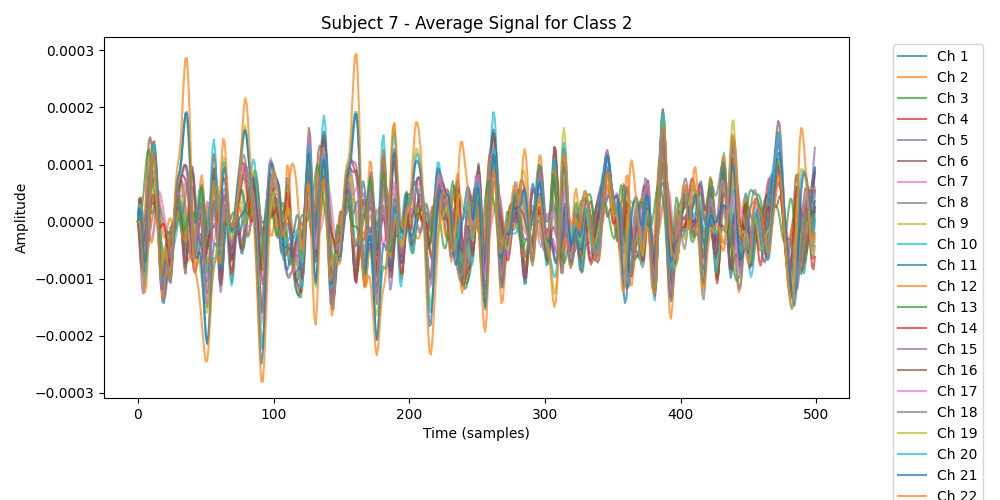 Subject 7 - Average Signal for Class 2
Amplitude
0.0003
0.0002
0.0001
0.0000
−0.0001
−0.0002
−0.0003
0
100
200
300
400
500
Time (samples)
Ch 1
Ch 2
Ch 3
Ch 4
Ch 5
Ch 6
Ch 7
Ch 8
Ch 9
Ch 10
Ch 11
Ch 12
Ch 13
Ch 14
Ch 15
Ch 16
Ch 17
Ch 18
Ch 19
Ch 20
Ch 21
Ch 22